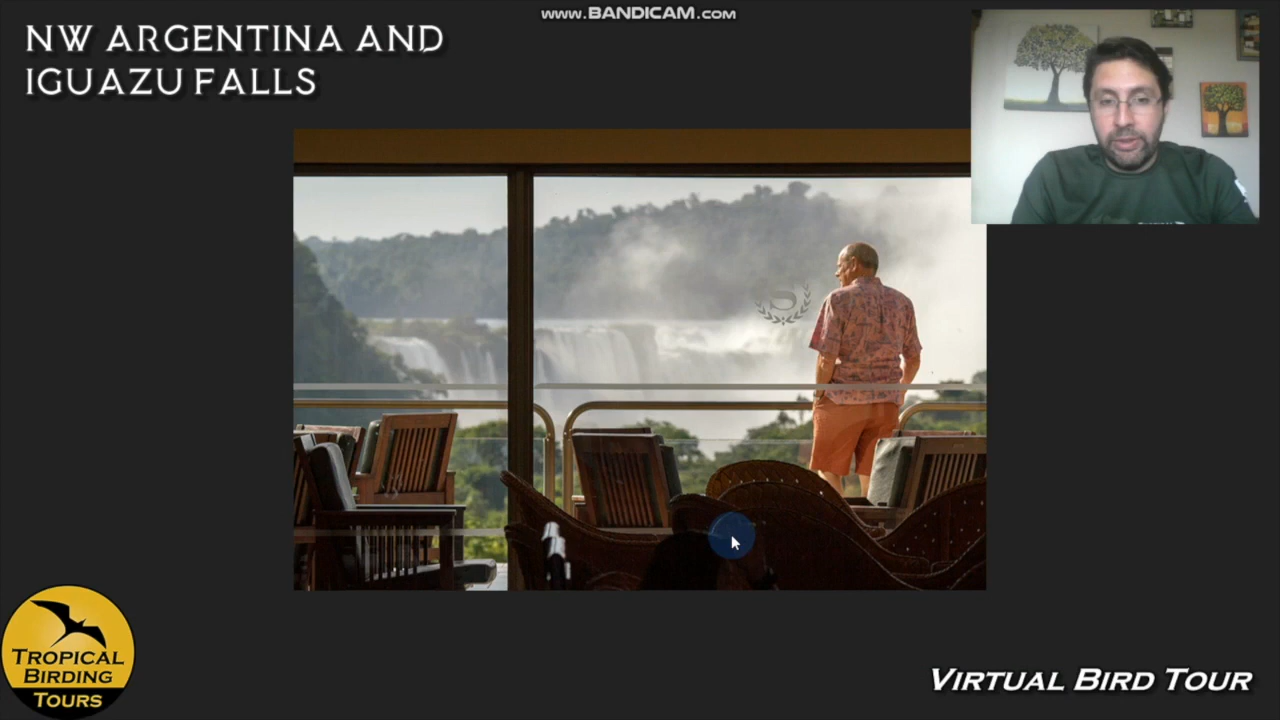 www.BANDICAM.com
NW ARGENTINA AND
IGUAZU FALLS
S
TROPICAL
BIRDING
TOURS
VIRTUAL BIRD TOUR